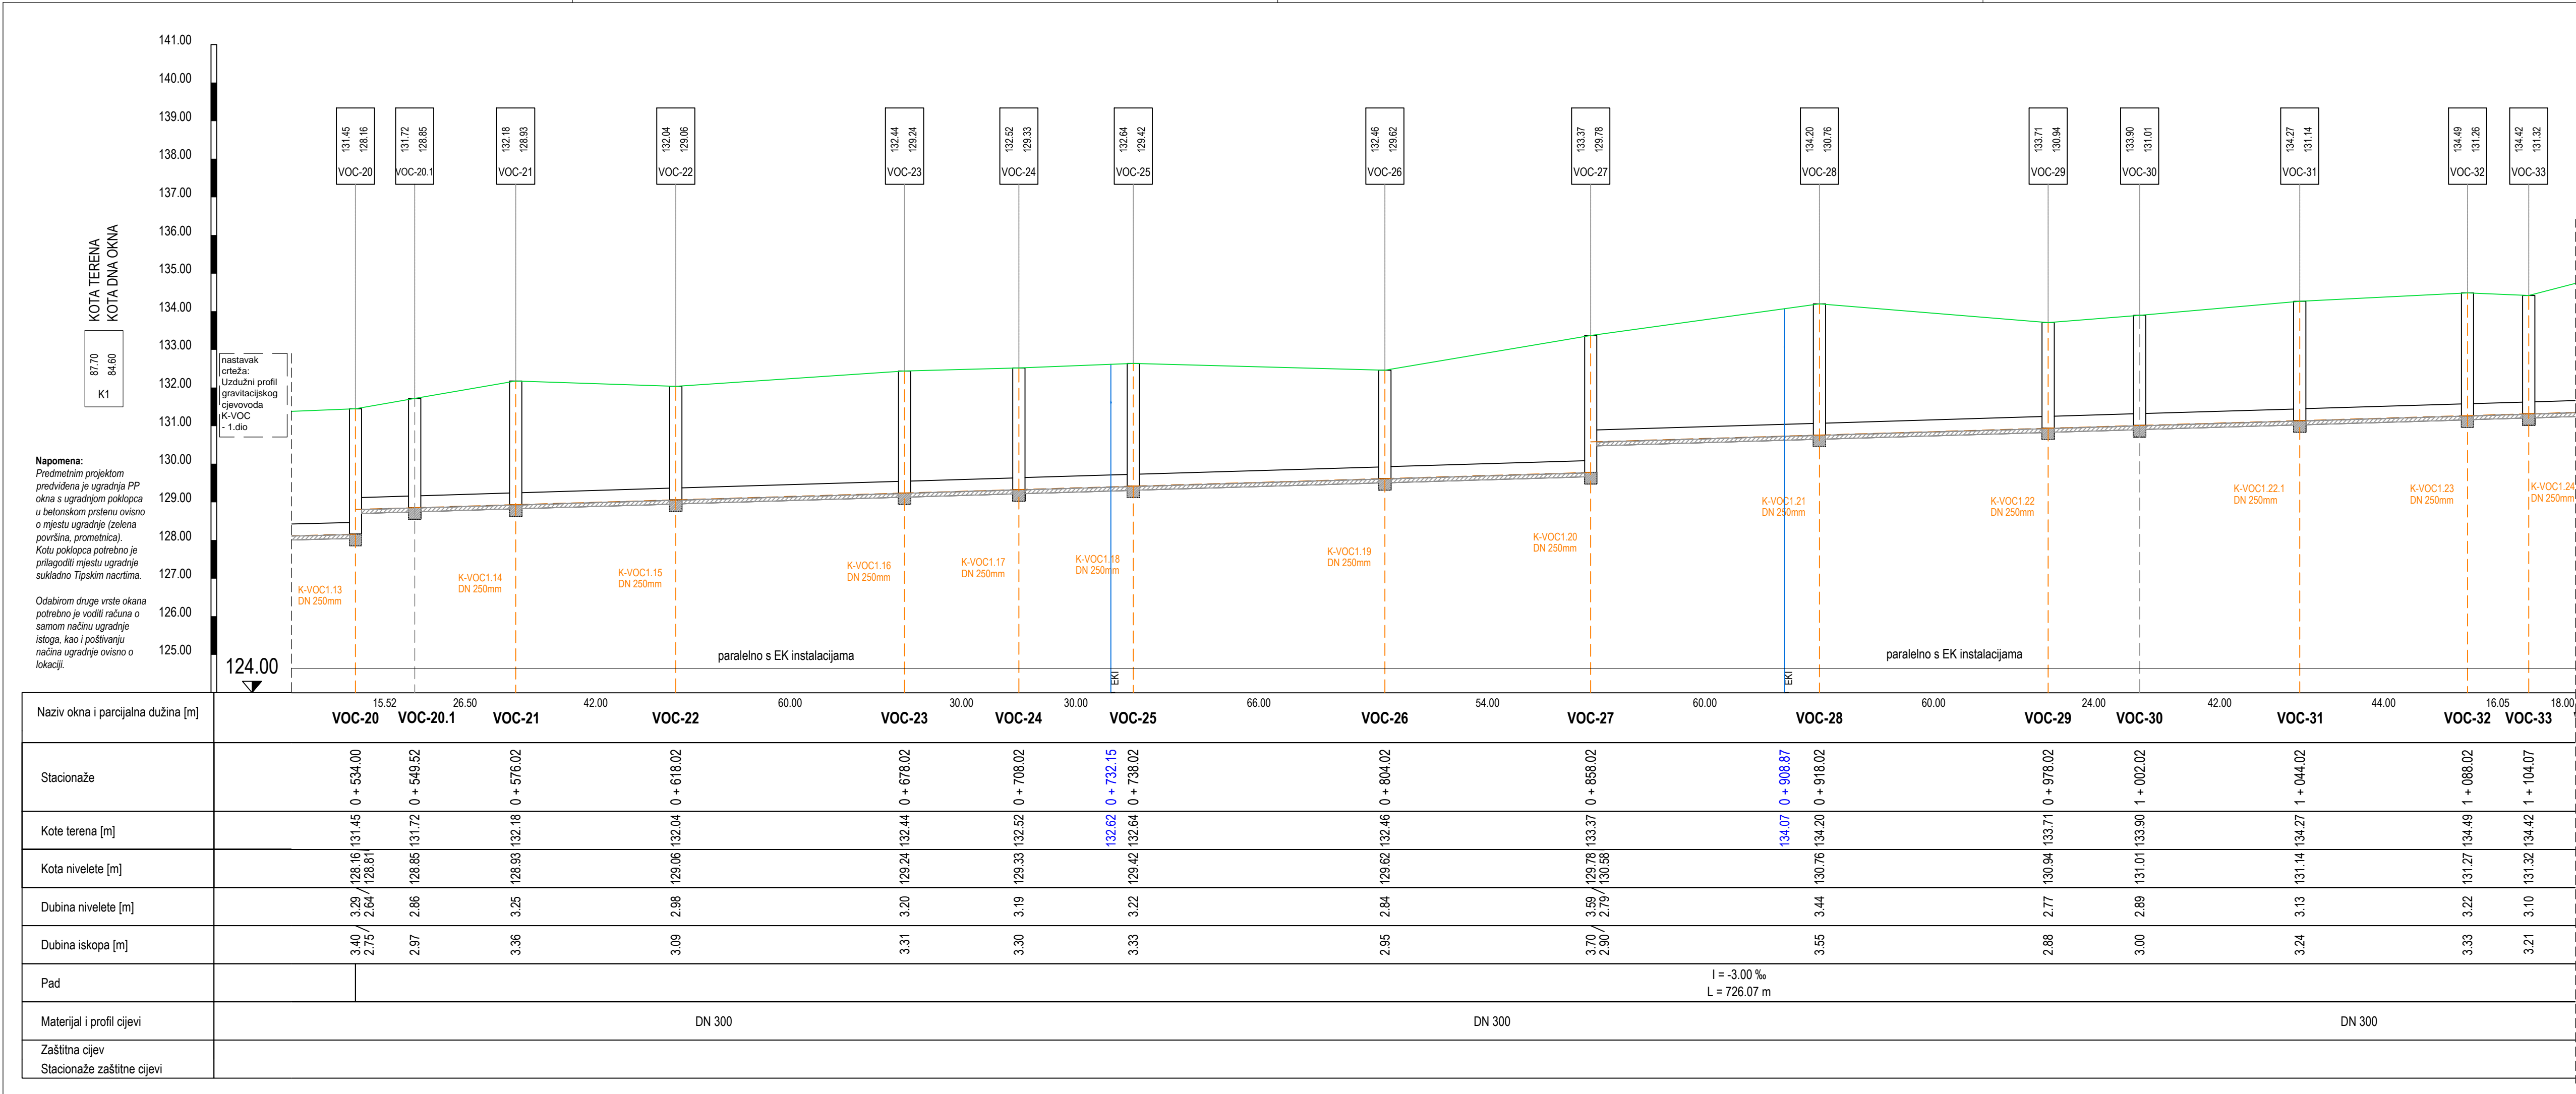 141.00
140.00
139.00
138.00
137.00
136.00
135.00
134.00
133.00
132.00
131.00
130.00
129.00
128.00
127.00
126.00
125.00
124.00
KOTA TERENA
KOTA DNA OKNA
87.70
84.60
K1
nastavak
crteža:
Uzdužni profil
gravitacijskog
cjevovoda
K-VOC
- 1.dio
Napomena:
Predmetnim projektom
predviđena je ugradnja PP
okna s ugradnjom poklopca
u betonskom prstenu ovisno
o mjestu ugradnje (zelena
površina, prometnica).
Kotu poklopca potrebno je
prilagoditi mjestu ugradnje
sukladno Tipskim nacrtima.
Odabirom druge vrste okana
potrebno je voditi računa o
samom načinu ugradnje
istoga, kao i poštivanju
načina ugradnje ovisno o
lokaciji.
131.45
128.16
VOC-20
131.72
128.85
VOC-20.1
132.18
128.93
VOC-21
132.04
129.06
VOC-22
132.44
129.24
VOC-23
132.52
129.33
VOC-24
132.64
129.42
VOC-25
132.46
129.62
VOC-26
133.37
129.78
VOC-27
134.20
130.76
VOC-28
133.71
130.94
VOC-29
133.90
131.01
VOC-30
134.27
131.14
VOC-31
134.49
131.26
VOC-32
134.42
131.32
VOC-33
K-VOC1.13
DN 250mm
K-VOC1.14
DN 250mm
K-VOC1.15
DN 250mm
K-VOC1.16
DN 250mm
K-VOC1.17
DN 250mm
K-VOC1.18
DN 250mm
K-VOC1.19
DN 250mm
K-VOC1.20
DN 250mm
K-VOC1.21
DN 250mm
K-VOC1.22
DN 250mm
K-VOC1.22.1
DN 250mm
K-VOC1.23
DN 250mm
K-VOC1.24
DN 250mm
paralelno s EK instalacijama
paralelno s EK instalacijama
EKI
EKI
Naziv okna i parcijalna dužina [m]
15.52 26.50 42.00 60.00 30.00 30.00 66.00 54.00 60.00 60.00 24.00 42.00 44.00 16.05 18.00
VOC-20 VOC-20.1 VOC-21 VOC-22 VOC-23 VOC-24 VOC-25 VOC-26 VOC-27 VOC-28 VOC-29 VOC-30 VOC-31 VOC-32 VOC-33
Stacionaže
0 + 534.00 0 + 549.52 0 + 576.02 0 + 618.02 0 + 678.02 0 + 708.02 0 + 732.15 0 + 738.02 0 + 804.02 0 + 858.02 0 + 908.87 0 + 918.02 0 + 978.02 1 + 002.02 1 + 044.02 1 + 088.02 1 + 104.07
Kote terena [m]
131.45 131.72 132.18 132.04 132.44 132.52 132.62 132.64 132.46 133.37 134.07 134.20 133.71 133.90 134.27 134.49 134.42
Kota nivelete [m]
128.16 / 128.81 128.85 128.93 129.06 129.24 129.33 129.42 129.62 129.78 / 130.58 130.76 130.94 131.01 131.14 131.27 131.32
Dubina nivelete [m]
3.29 / 2.64 2.86 3.25 2.98 3.20 3.19 3.22 2.84 3.59 / 2.79 3.44 2.77 2.89 3.13 3.22 3.10
Dubina iskopa [m]
3.40 / 2.75 2.97 3.36 3.09 3.31 3.30 3.33 2.95 3.70 / 2.90 3.55 2.88 3.00 3.24 3.33 3.21
Pad
I = -3.00 ‰
L = 726.07 m
Materijal i profil cijevi
DN 300 DN 300 DN 300
Zaštitna cijev
Stacionaže zaštitne cijevi